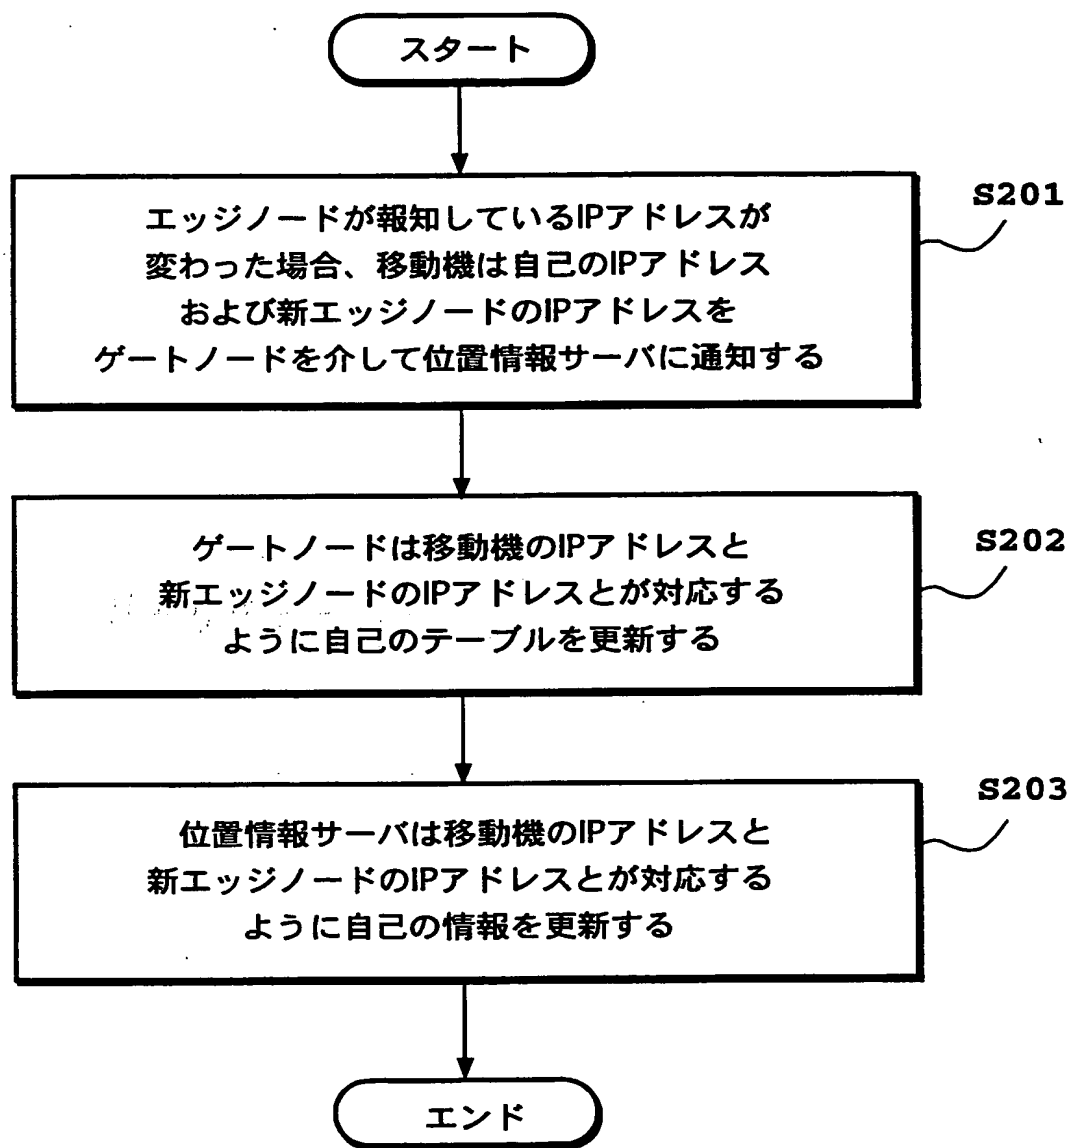 スタート
S201
エッジノードが報知しているIPアドレスが
変わった場合、移動機は自己のIPアドレス
および新エッジノードのIPアドレスを
ゲートノードを介して位置情報サーバに通知する
S202
ゲートノードは移動機のIPアドレスと
新エッジノードのIPアドレスとが対応する
ように自己のテーブルを更新する
S203
位置情報サーバは移動機のIPアドレスと
新エッジノードのIPアドレスとが対応する
ように自己の情報を更新する
エンド